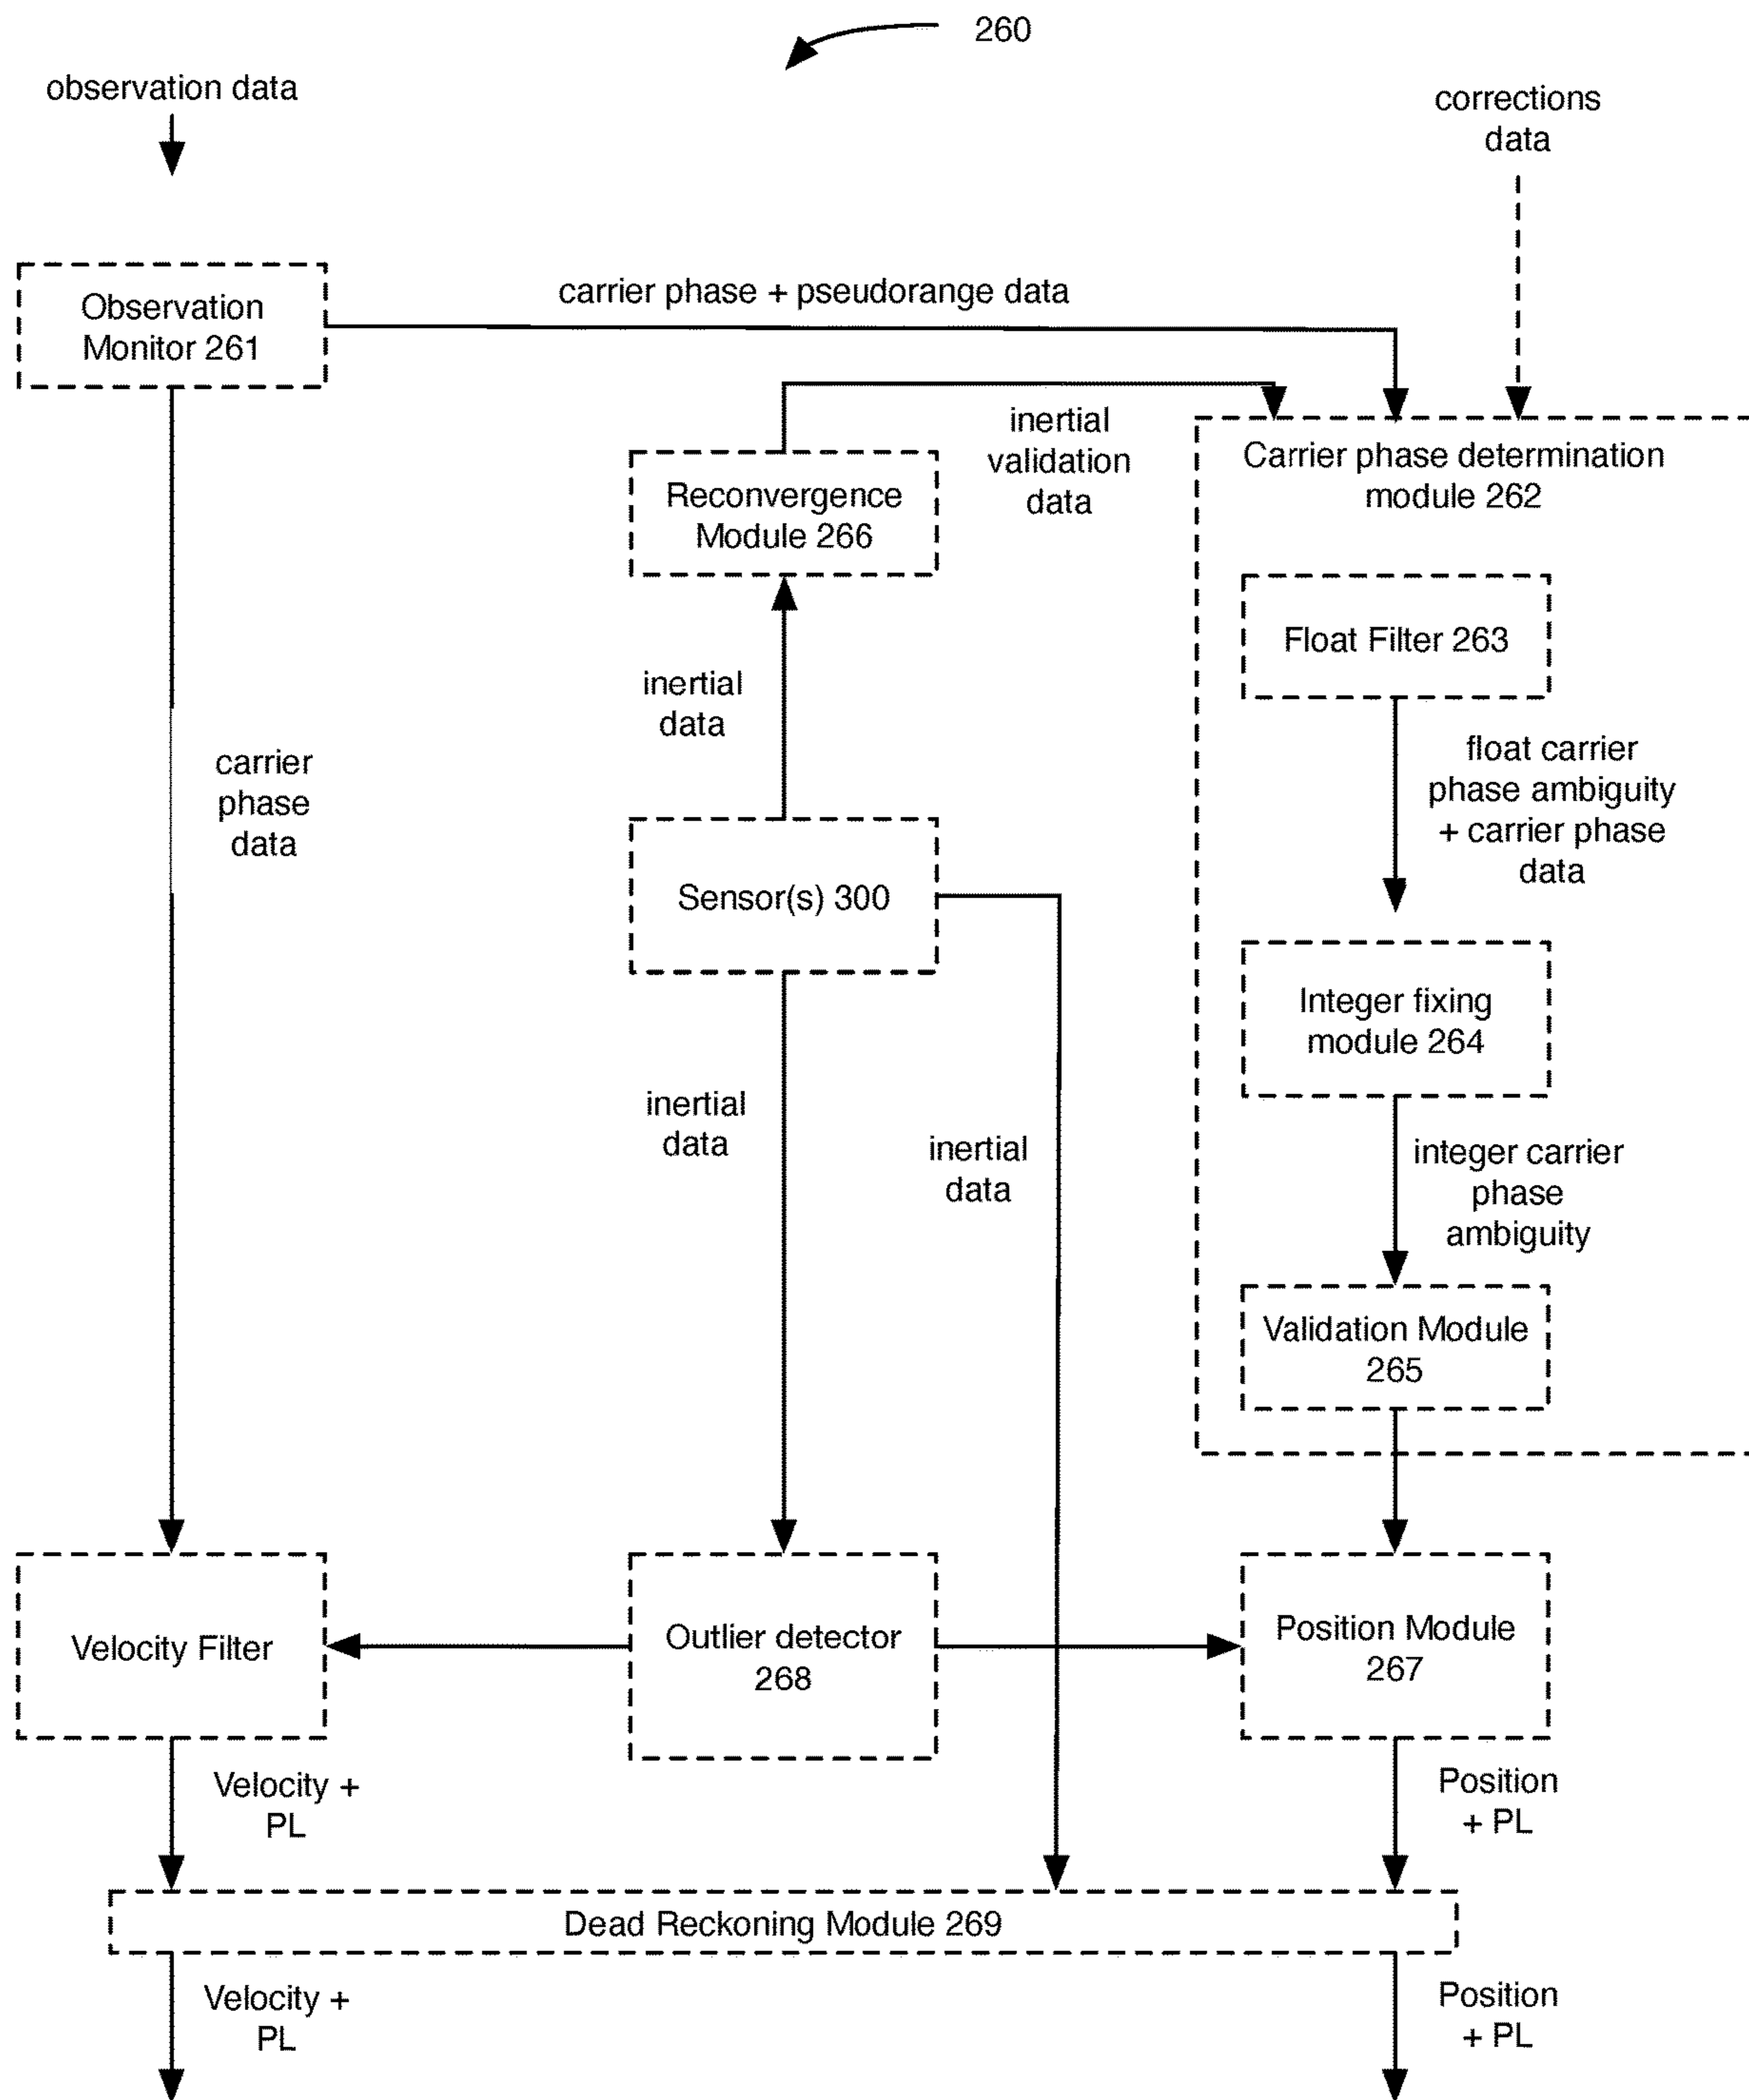 260
observation data
corrections
data
Observation
Monitor 261
carrier phase + pseudorange data
inertial
validation
data
Reconvergence
Module 266
Carrier phase determination
module 262
Float Filter 263
inertial
data
carrier
phase
data
float carrier
phase ambiguity
+ carrier phase
data
Sensor(s) 300
Integer fixing
module 264
inertial
data
inertial
data
integer carrier
phase
ambiguity
Validation Module
265
Velocity Filter
Outlier detector
268
Position Module
267
Velocity +
PL
Position
+ PL
Dead Reckoning Module 269
Velocity +
PL
Position
+ PL